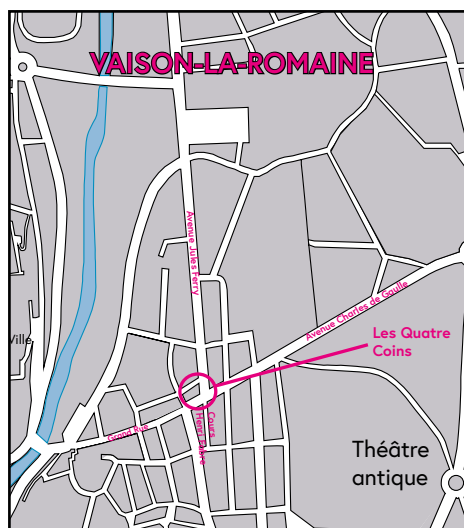 VAISON-LA-ROMAINE
Avenue Jules Ferry
Avenue Charles de Gaulle
Ville
Les Quatre
Coins
Grand Rue
Cours
Henri Fabre
Théâtre
antique